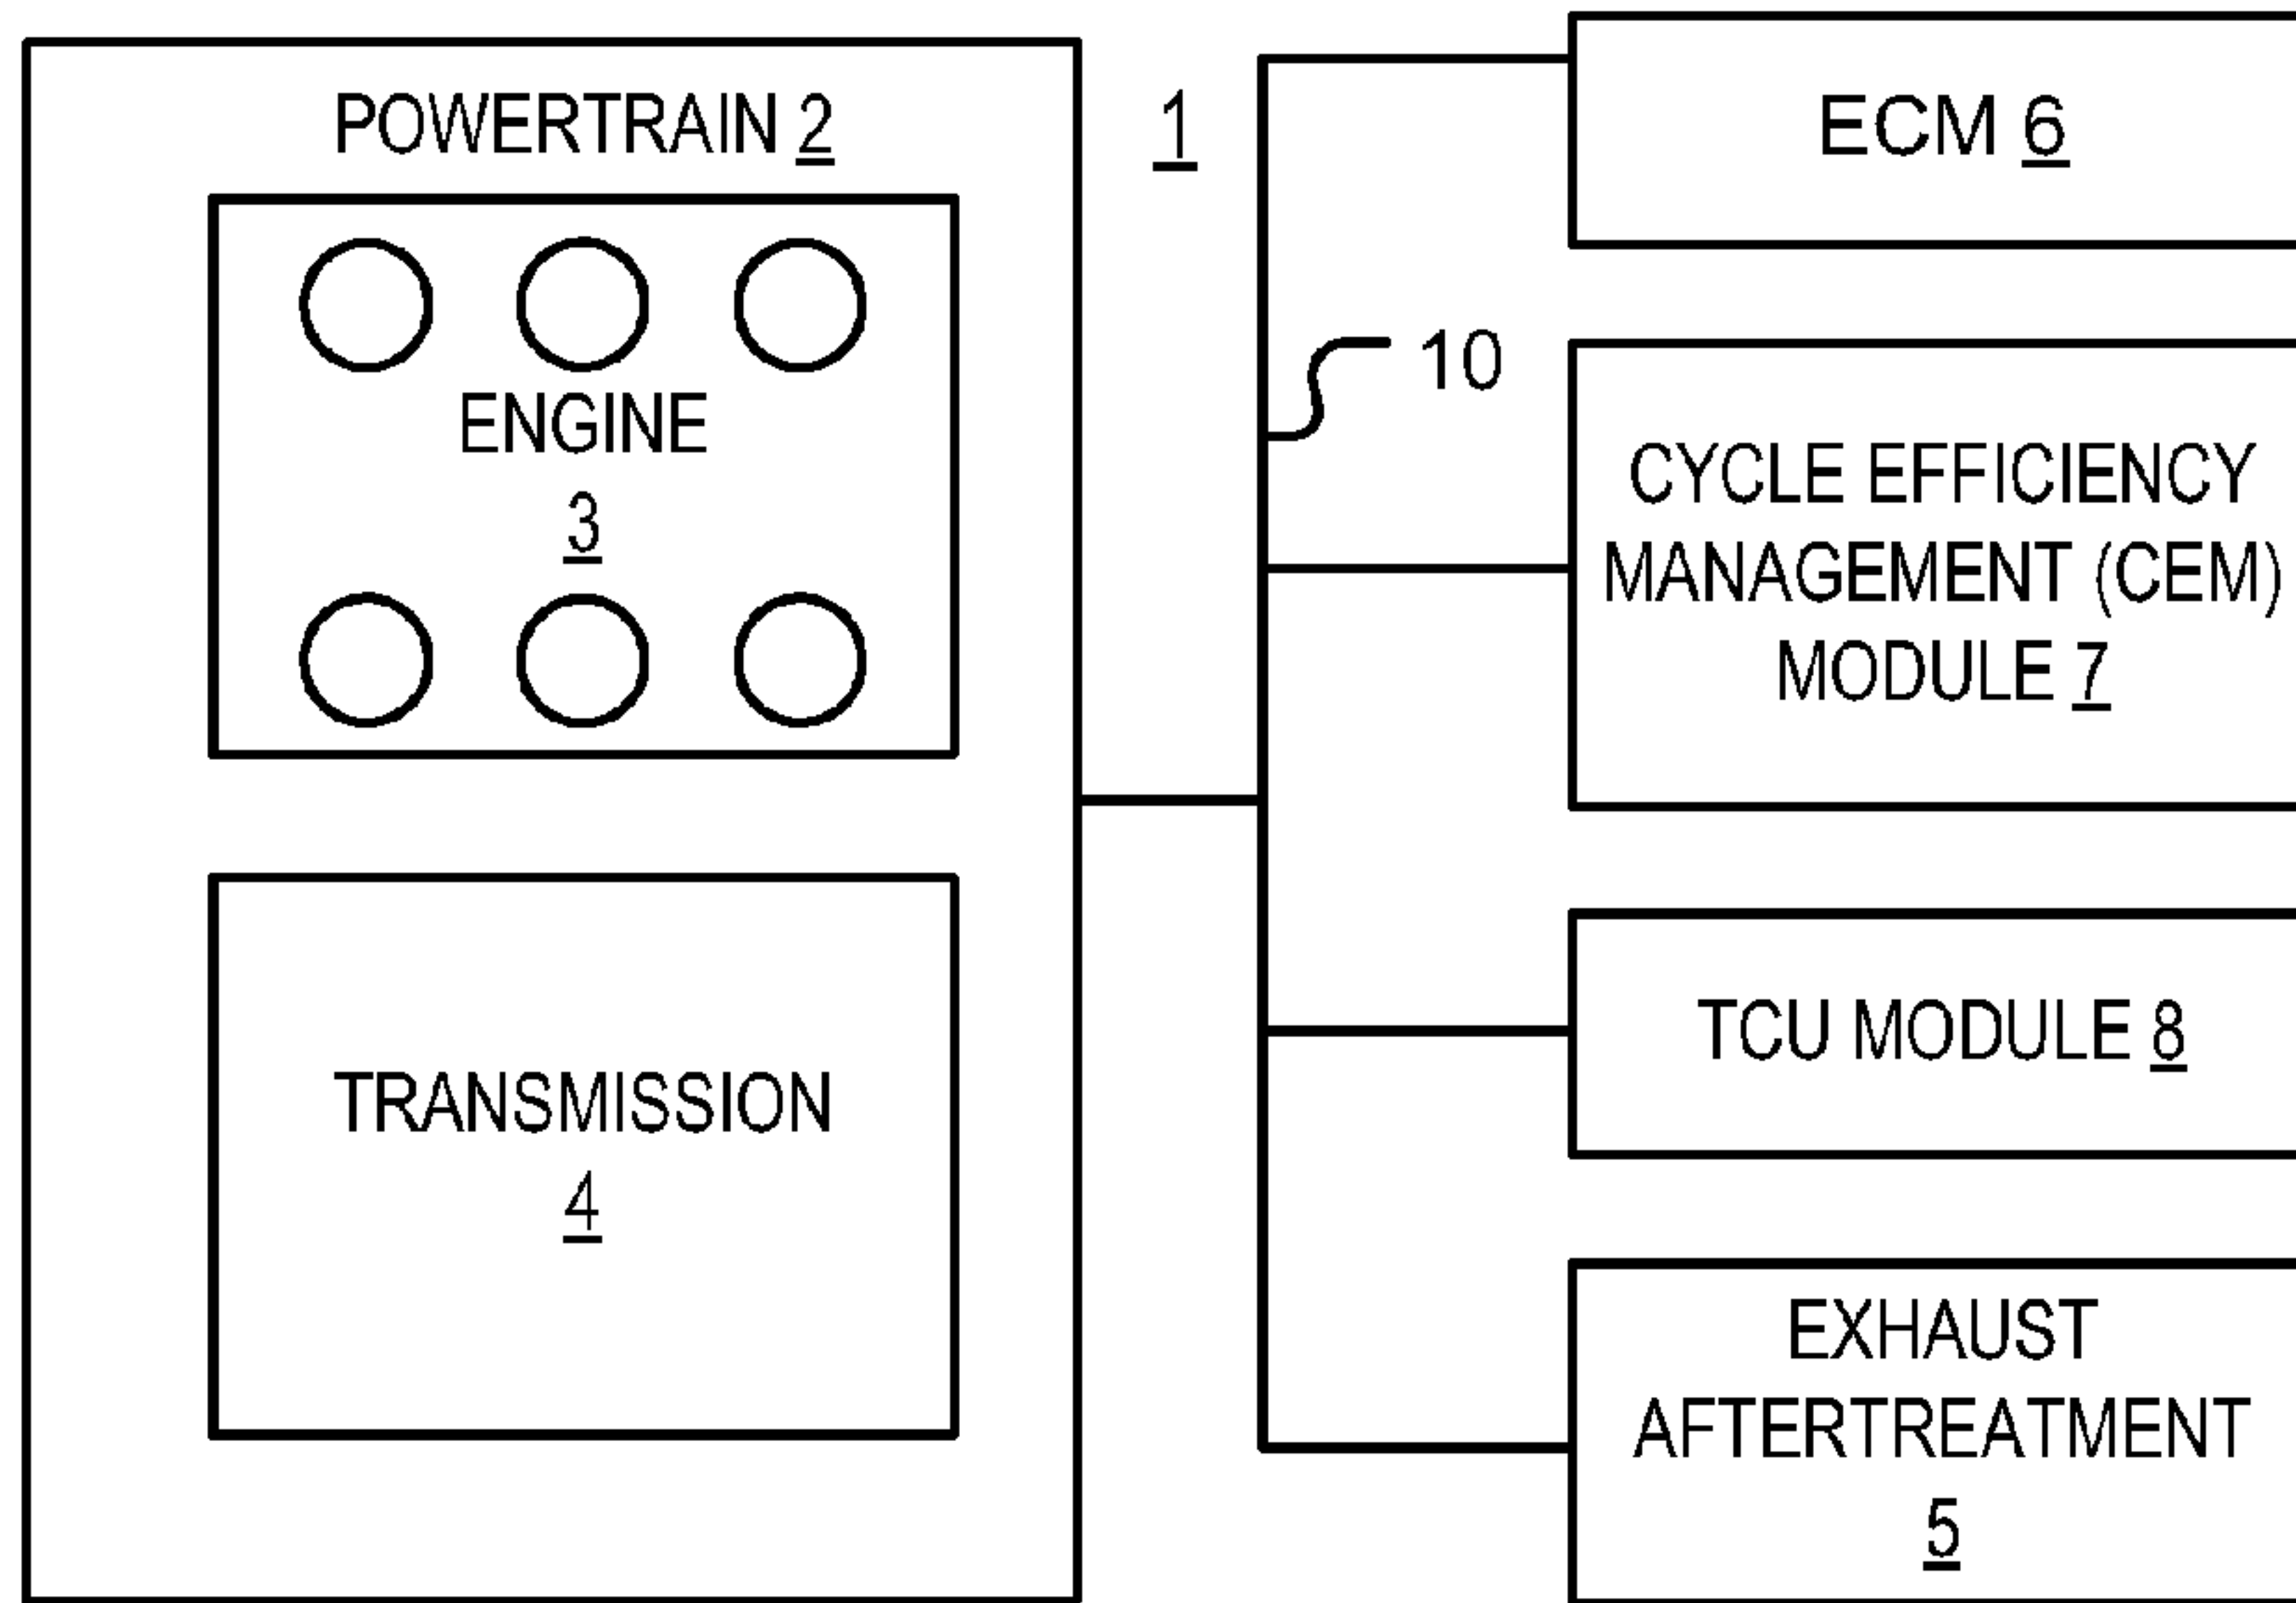 POWERTRAIN 2
ENGINE
3
TRANSMISSION
4
1
10
ECM 6
CYCLE EFFICIENCY
MANAGEMENT (CEM)
MODULE 7
TCU MODULE 8
EXHAUST
AFTERTREATMENT
5